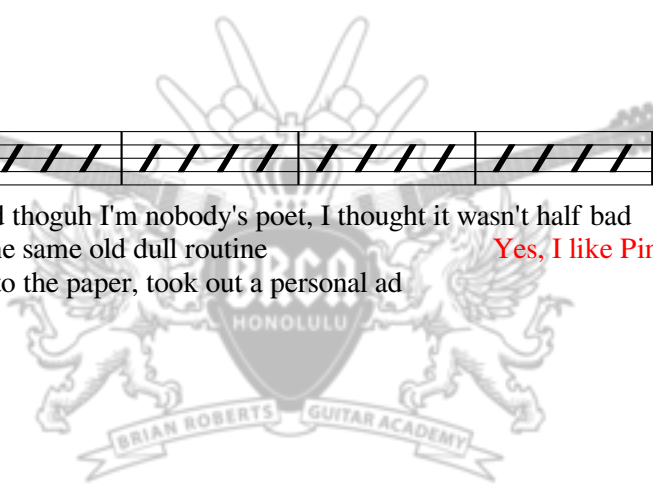 thoguh I'm nobody's poet, I thought it wasn't half bad
same old dull routine Yes, I like
to the paper, took out a personal ad
BRGA
HONOLULU
BRIAN ROBERTS GUITAR ACADEMY